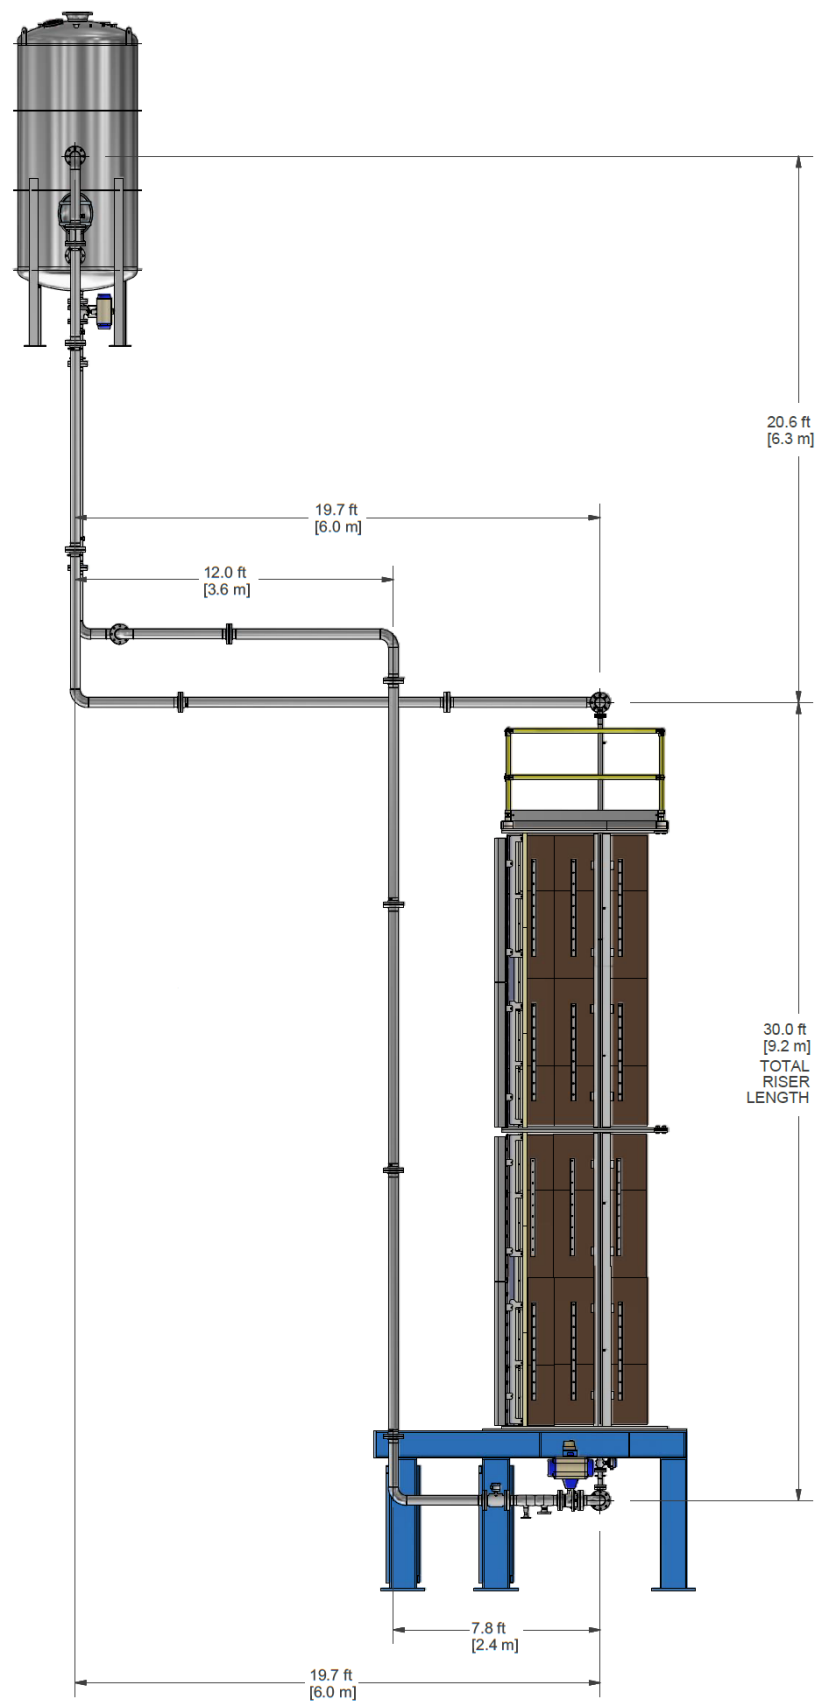 20.6 ft
[6.3 m]
19.7 ft
[6.0 m]
12.0 ft
[3.6 m]
30.0 ft
[9.2 m]
TOTAL
RISER
LENGTH
7.8 ft
[2.4 m]
19.7 ft
[6.0 m]